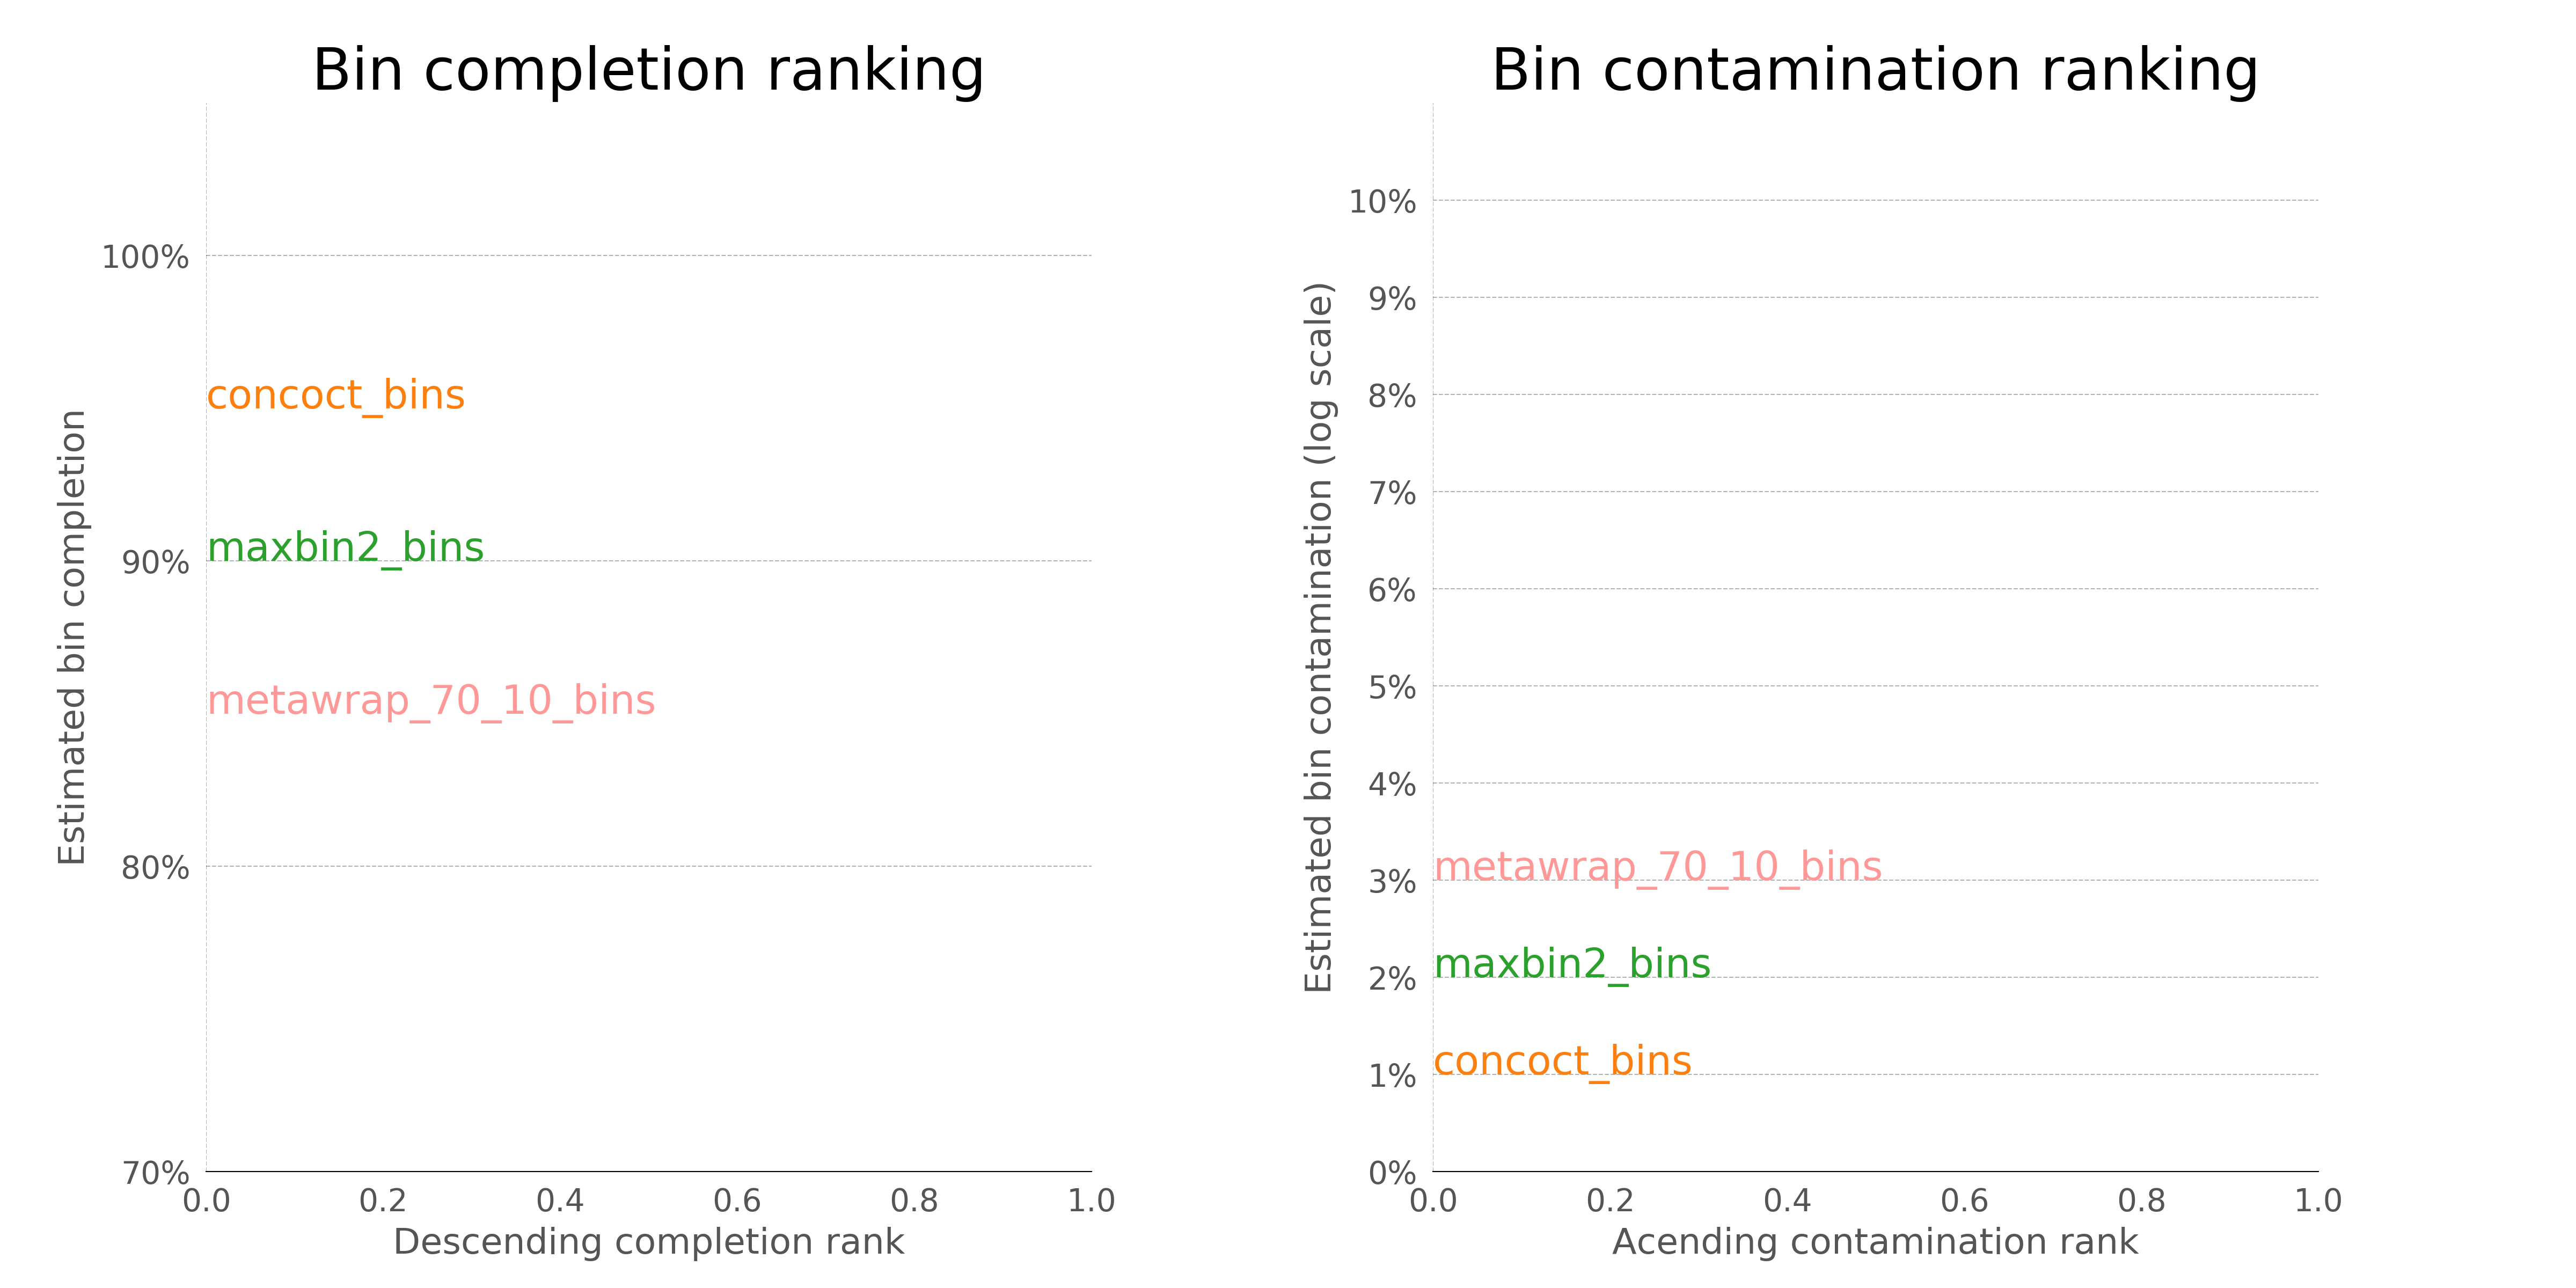 Bin completion ranking
Estimated bin completion
100%
90%
80%
70%
concoct_bins
maxbin2_bins
metawrap_70_10_bins
0.0 0.2 0.4 0.6 0.8 1.0
Descending completion rank
Bin contamination ranking
Estimated bin contamination (log scale)
10%
9%
8%
7%
6%
5%
4%
3%
2%
1%
0%
metawrap_70_10_bins
maxbin2_bins
concoct_bins
0.0 0.2 0.4 0.6 0.8 1.0
Acending contamination rank